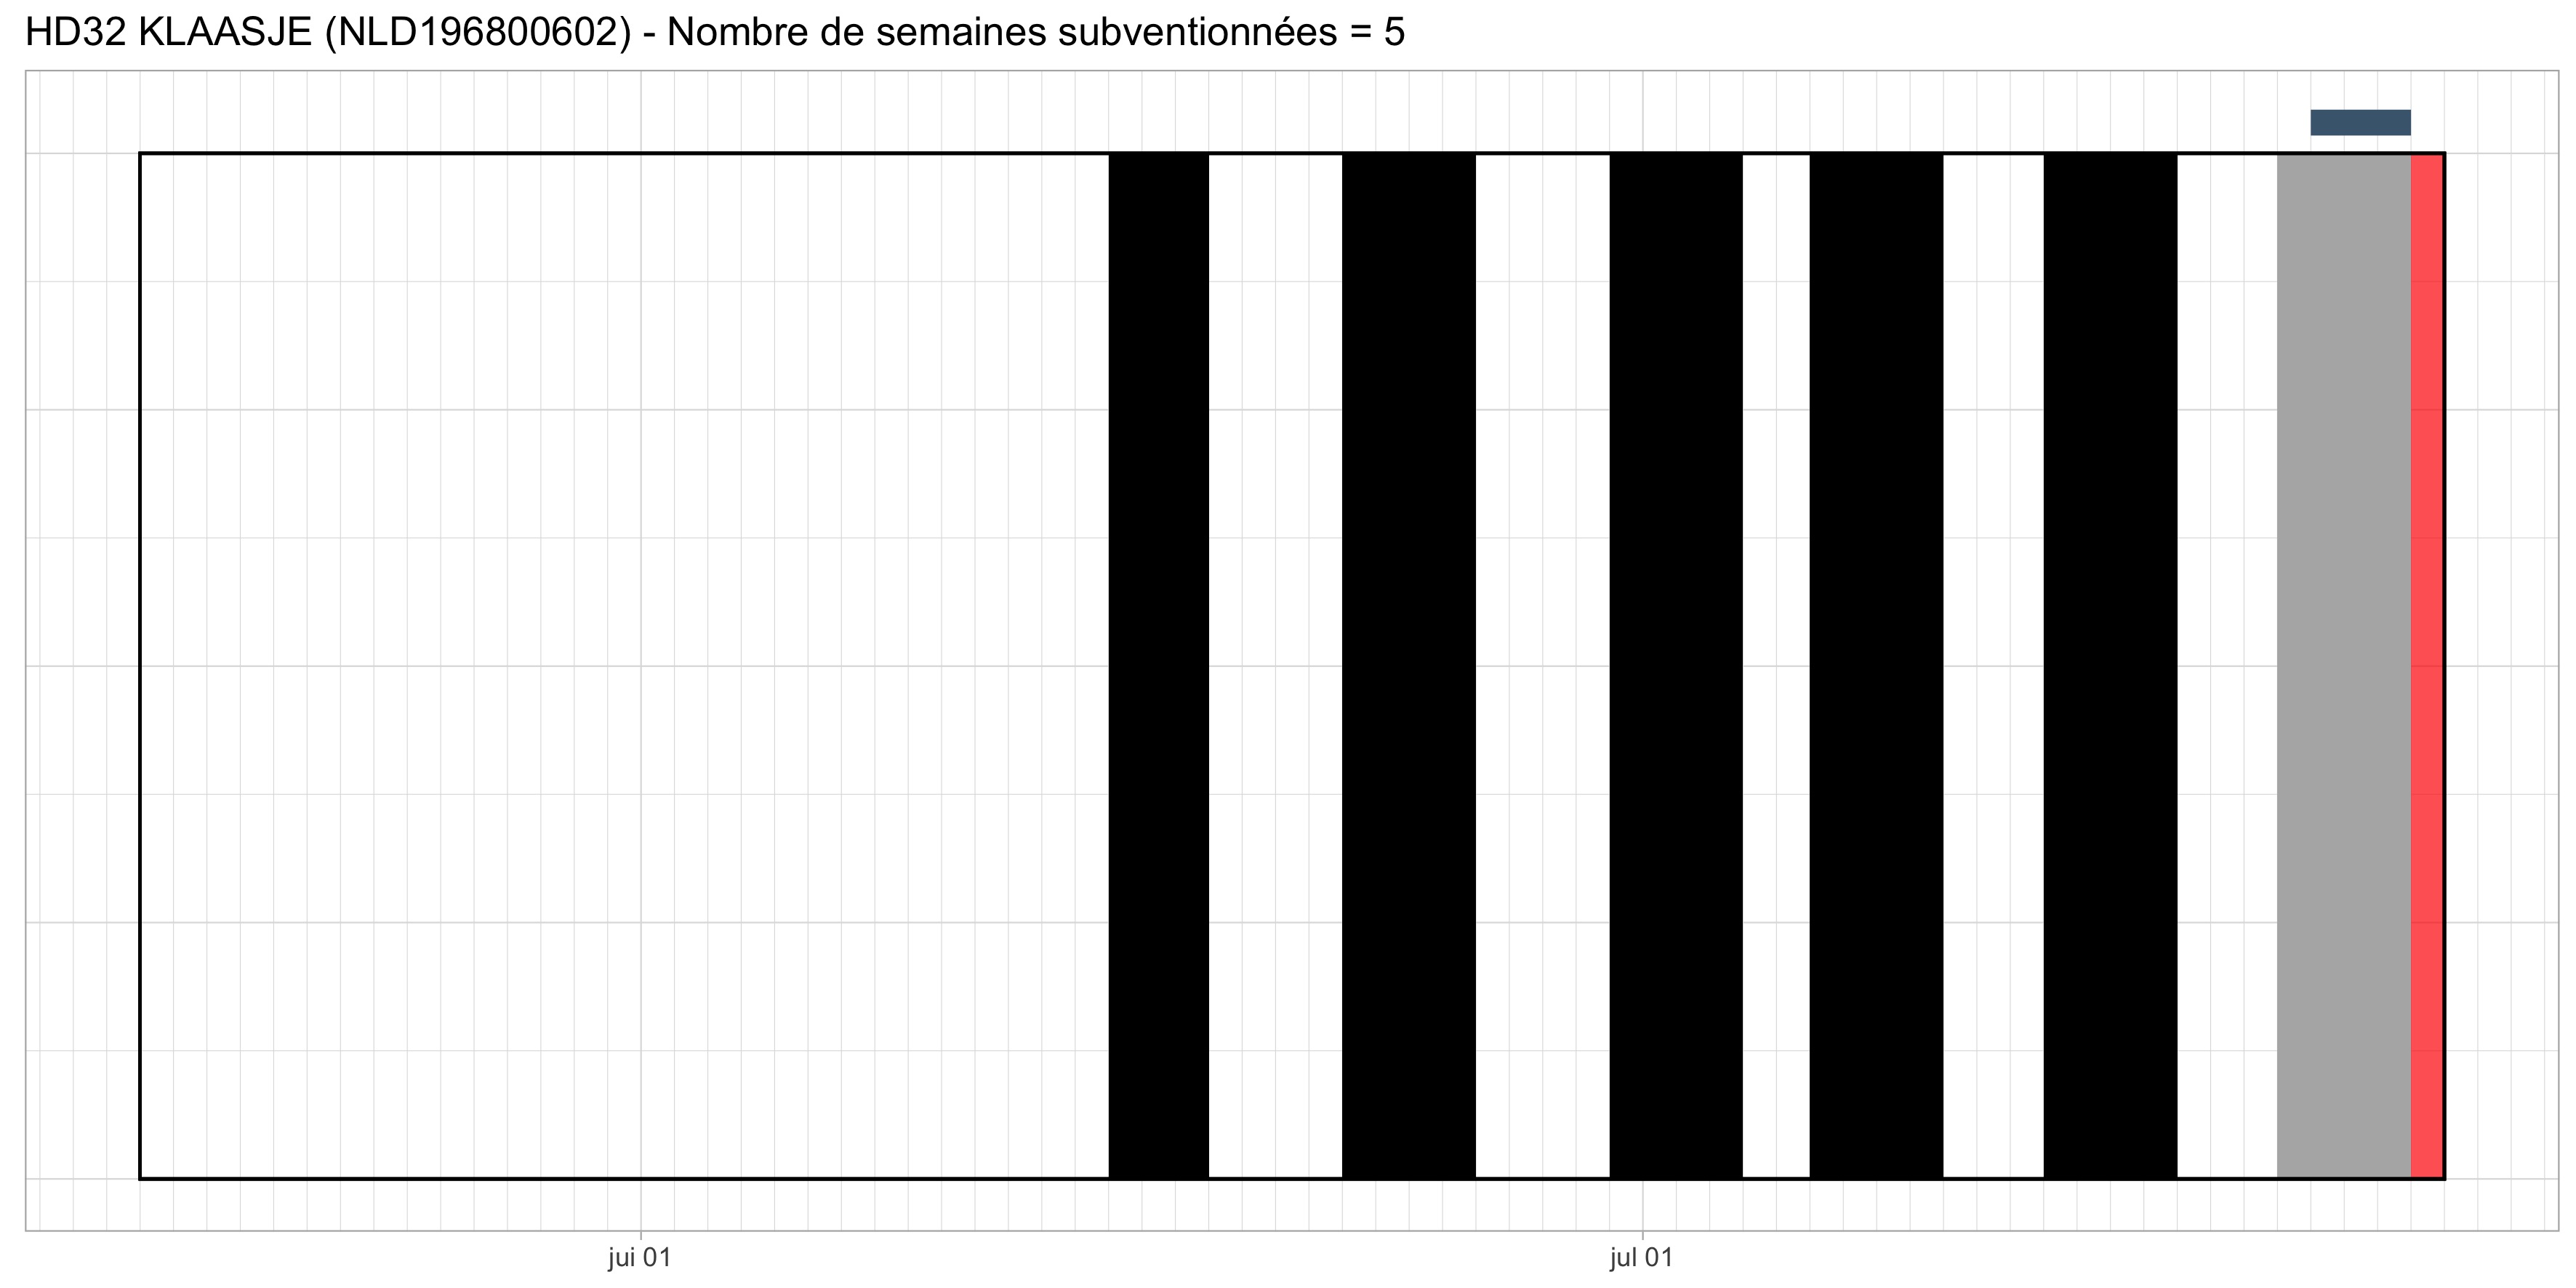 HD32 KLAASJE (NLD196800602) - Nombre de semaines subventionnées = 5
jui 01
jul 01